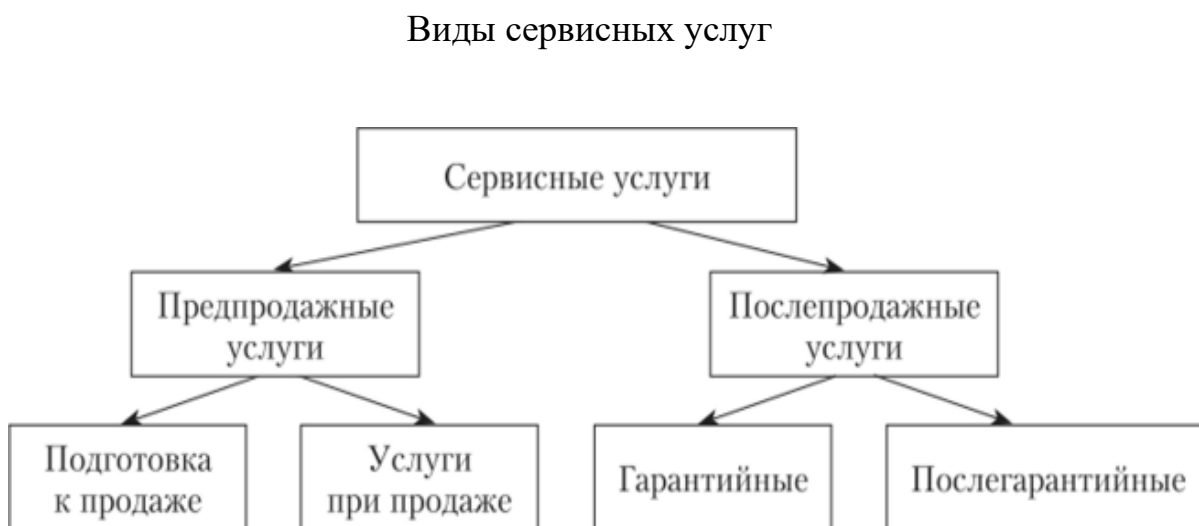 Виды сервисных услуг
Сервисные услуги
Предпродажные
услуги
Послепродажные
услуги
Подготовка
к продаже
Услуги
при продаже
Гарантийные
Послегарантийные